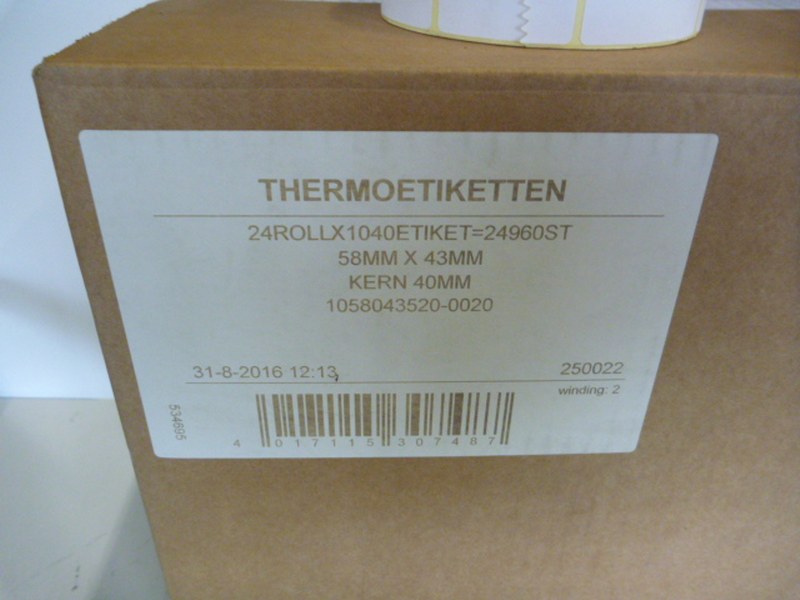 THERMOETIKETTEN
24ROLLX1040ETIKET=24960ST
58MM X 43MM
KERN 40MM
1058043520-0020
31-8-2016 12:13
250022
winding: 2
534695
4 017115 307487